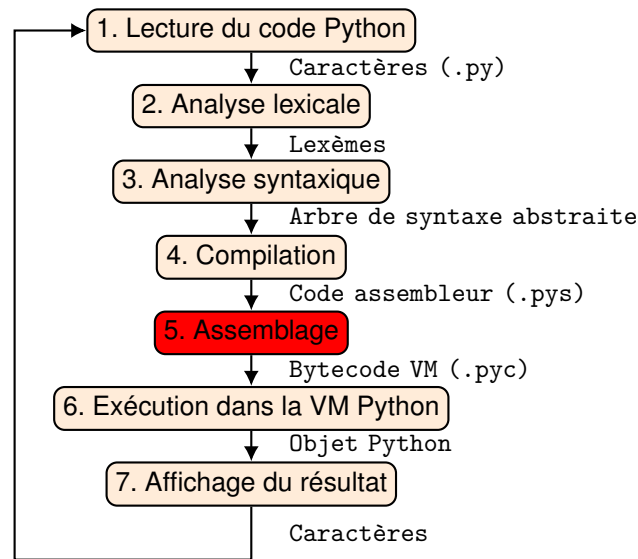 1. Lecture du code Python
Caractères (.py)
2. Analyse lexicale
Lexèmes
3. Analyse syntaxique
Arbre de syntaxe abstraite
4. Compilation
Code assembleur (.pys)
5. Assemblage
Bytecode VM (.pyc)
6. Exécution dans la VM Python
Objet Python
7. Affichage du résultat
Caractères